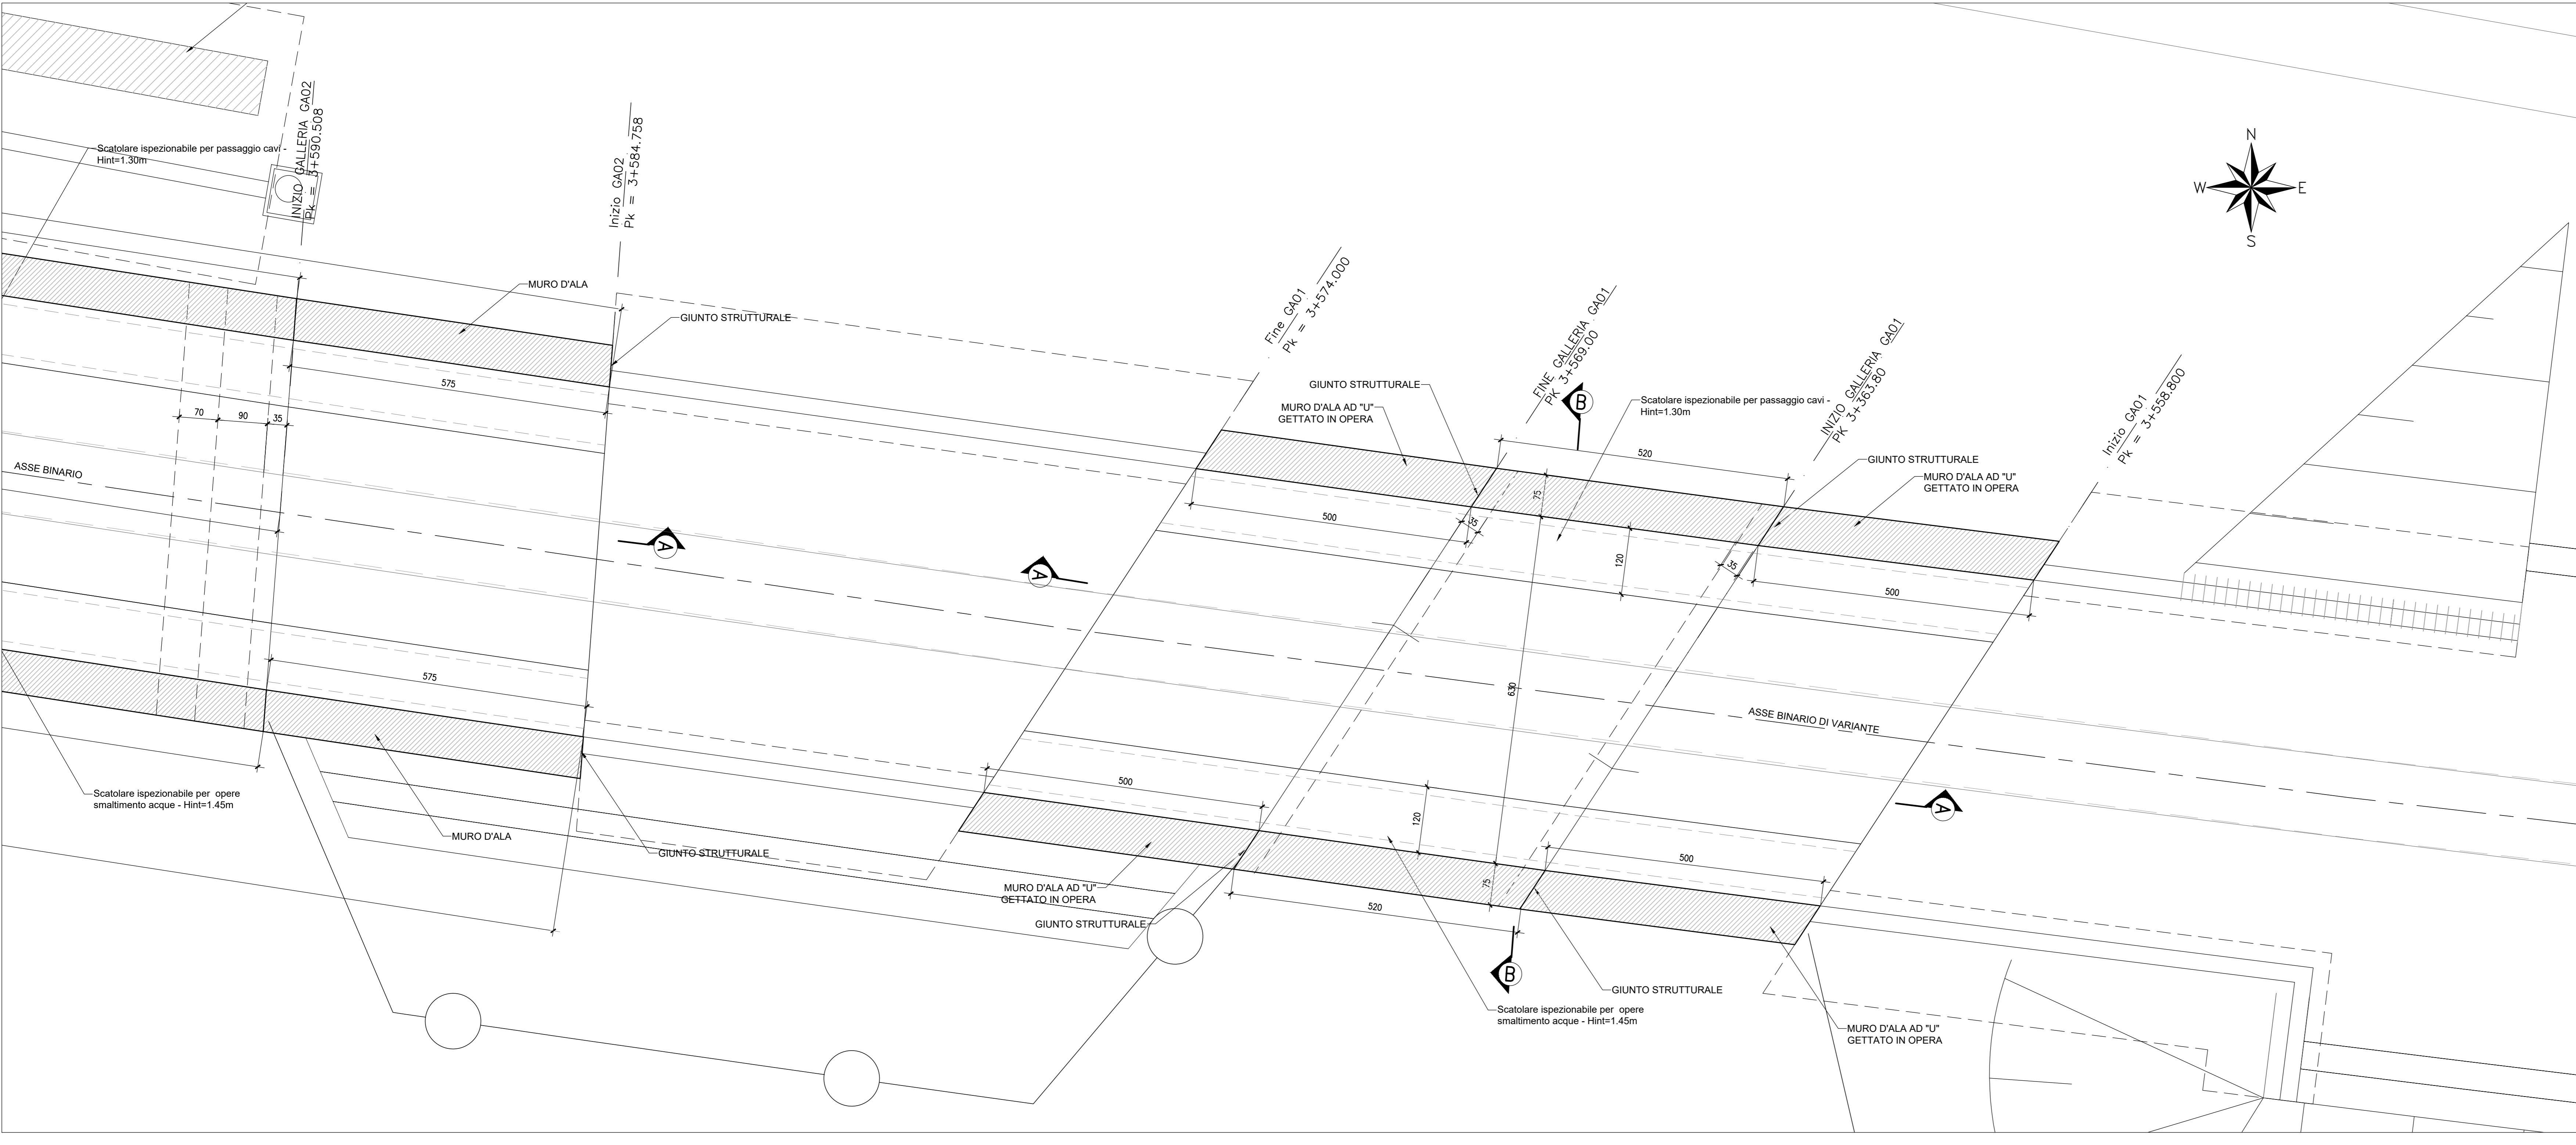 INIZIO GALLERIA GA02
Pk = 3+590.508
Scatolare ispezionabile per passaggio cavi -
Hint=1.30m
Inizio GA02
Pk = 3+584.758
N
W
E
S
MURO D'ALA
GIUNTO STRUTTURALE
575
70
90
35
ASSE BINARIO
A
A
Fine GA01
Pk = 3+574.000
FINE GALLERIA GA01
PK 3+569.00
INIZIO GALLERIA GA01
PK 3+363.80
Inizio GA01
Pk = 3+558.800
GIUNTO STRUTTURALE
MURO D'ALA AD "U"
GETTATO IN OPERA
B
Scatolare ispezionabile per passaggio cavi -
Hint=1.30m
520
GIUNTO STRUTTURALE
MURO D'ALA AD "U"
GETTATO IN OPERA
75
500
35
120
35
500
630
ASSE BINARIO DI VARIANTE
A
575
Scatolare ispezionabile per opere
smaltimento acque - Hint=1.45m
MURO D'ALA
GIUNTO STRUTTURALE
500
120
500
75
520
MURO D'ALA AD "U"
GETTATO IN OPERA
GIUNTO STRUTTURALE
B
GIUNTO STRUTTURALE
Scatolare ispezionabile per opere
smaltimento acque - Hint=1.45m
MURO D'ALA AD "U"
GETTATO IN OPERA